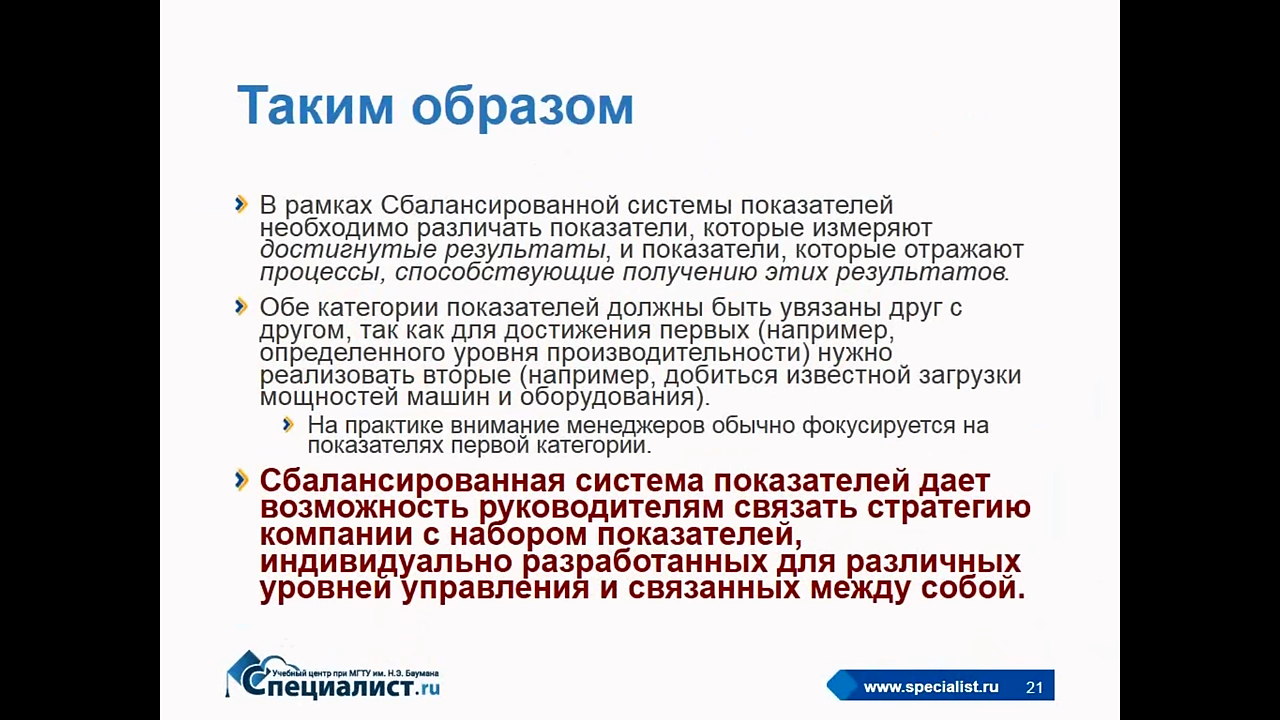 Таким образом
В рамках Сбалансированной системы показателей
необходимо различать показатели, которые измеряют
достигнутые результаты, и показатели, которые отражают
процессы, способствующие получению этих результатов.
Обе категории показателей должны быть увязаны друг с
другом, так как для достижения первых (например,
определенного уровня производительности) нужно
реализовать вторые (например, добиться известной загрузки
мощностей машин и оборудования).
На практике внимание менеджеров обычно фокусируется на
показателях первой категории.
Сбалансированная система показателей дает
возможность руководителям связать стратегию
компании с набором показателей,
индивидуально разработанных для различных
уровней управления и связанных между собой.
Учебный центр при МГТУ им. Н.Э. Баумана
Специалист.ru
www.specialist.ru 21